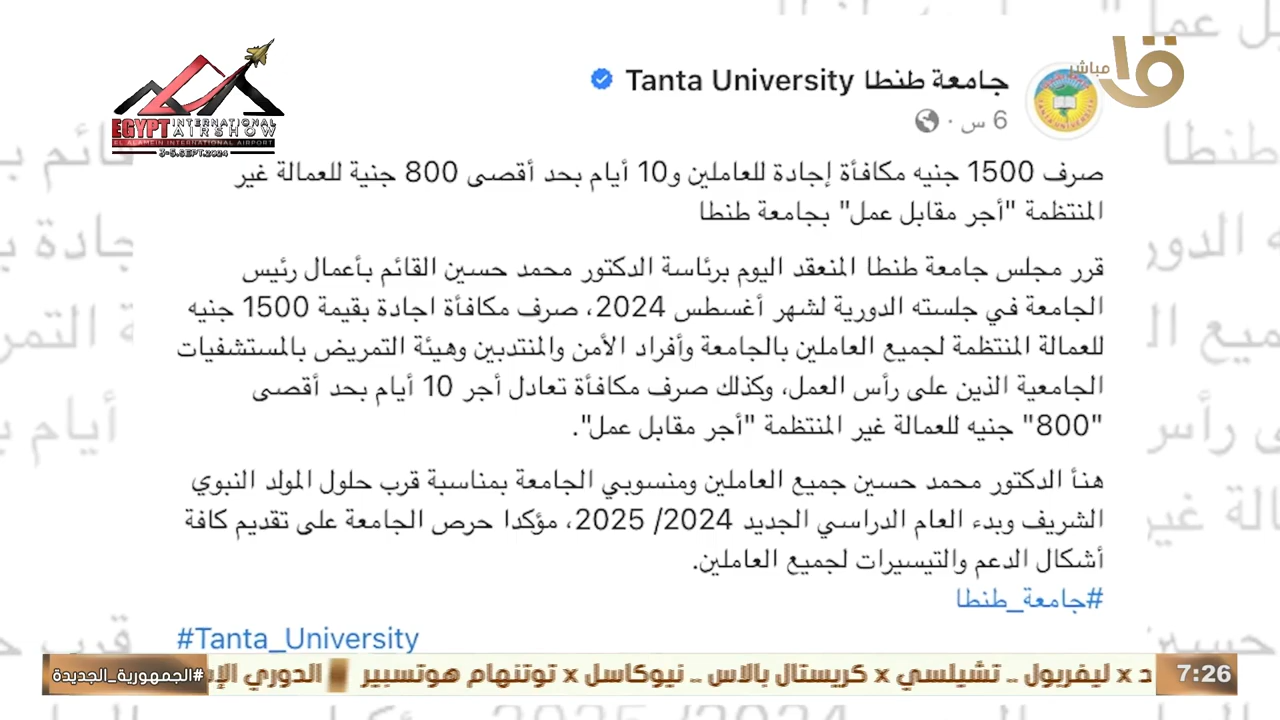 EGYPT INTERNATIONAL
AIRSHOW
EL ALAMEIN INTERNATIONAL AIRPORT
3-5.SEPT.2024
مباشر
جامعة طنطا Tanta University
6 س ·
صرف 1500 جنيه مكافأة إجادة للعاملين و10 أيام بحد أقصى 800 جنية للعمالة غير
المنتظمة "أجر مقابل عمل" بجامعة طنطا
قرر مجلس جامعة طنطا المنعقد اليوم برئاسة الدكتور محمد حسين القائم بأعمال رئيس
الجامعة في جلسته الدورية لشهر أغسطس 2024، صرف مكافأة اجادة بقيمة 1500 جنيه
للعمالة المنتظمة لجميع العاملين بالجامعة وأفراد الأمن والمنتدبين وهيئة التمريض بالمستشفيات
الجامعية الذين على رأس العمل، وكذلك صرف مكافأة تعادل أجر 10 أيام بحد أقصى
"800" جنيه للعمالة غير المنتظمة "أجر مقابل عمل".
هنأ الدكتور محمد حسين جميع العاملين ومنسوبي الجامعة بمناسبة قرب حلول المولد النبوي
الشريف وبدء العام الدراسي الجديد 2024/ 2025، مؤكدا حرص الجامعة على تقديم كافة
أشكال الدعم والتيسيرات لجميع العاملين.
#جامعة_طنطا
#Tanta_University
7:26
د x ليفربول .. تشيلسي x كريستال بالاس .. نيوكاسل x توتنهام هوتسبير
الدوري الإ
#الجمهورية_الجديدة